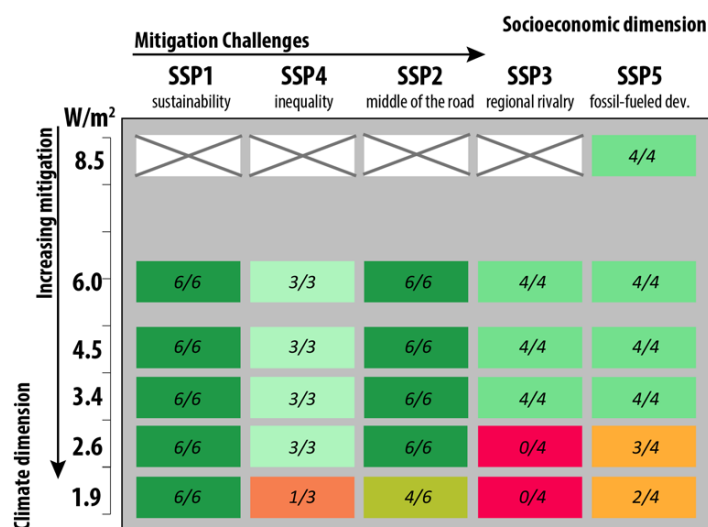 Socioeconomic dimension
Mitigation Challenges
SSP1 SSP4 SSP2 SSP3 SSP5
sustainability inequality middle of the road regional rivalry fossil-fueled dev.
W/m²
Increasing mitigation
Climate dimension
8.5 4/4
6.0 6/6 3/3 6/6 4/4 4/4
4.5 6/6 3/3 6/6 4/4 4/4
3.4 6/6 3/3 6/6 4/4 4/4
2.6 6/6 3/3 6/6 0/4 3/4
1.9 6/6 1/3 4/6 0/4 2/4